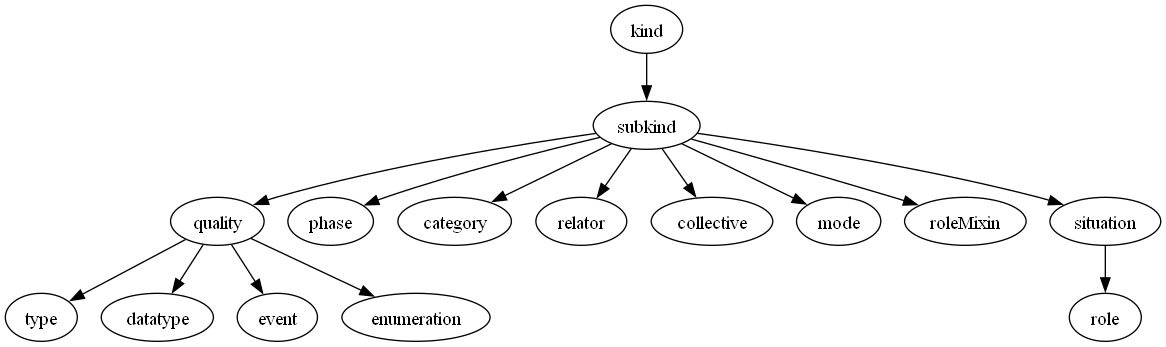 kind
subkind
quality
phase
category
relator
collective
mode
roleMixin
situation
type
datatype
event
enumeration
role